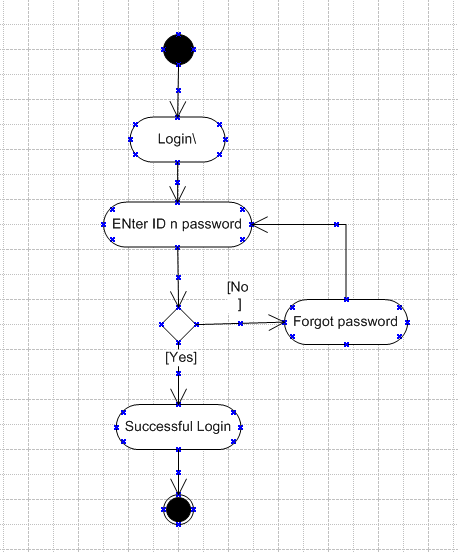 Login\
ENter ID n password
[No
]
Forgot password
[Yes]
Successful Login